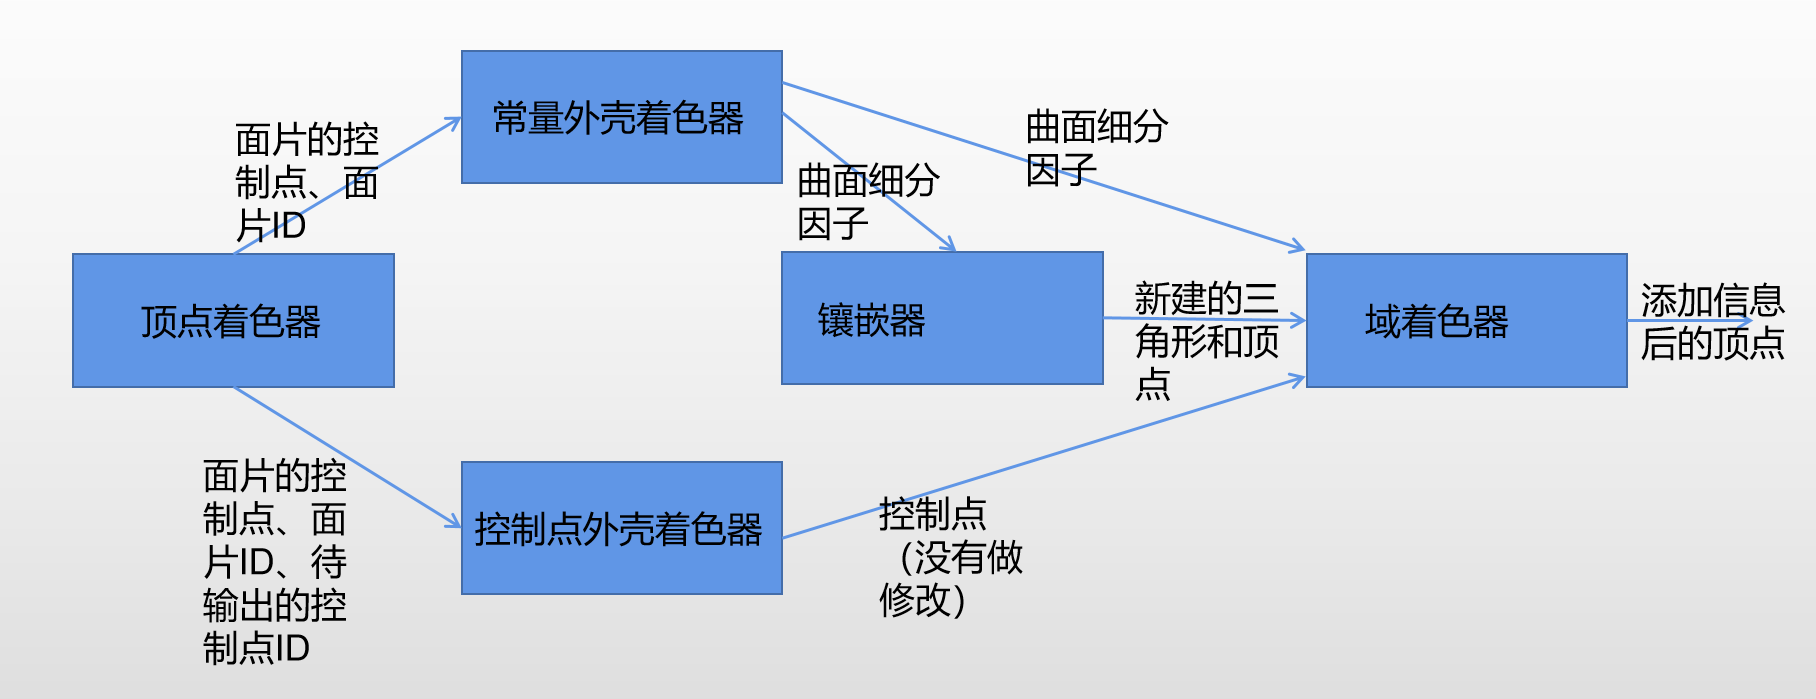 常量外壳着色器
面片的控
制点、面
片ID
曲面细分
因子
曲面细分
因子
顶点着色器
镶嵌器
新建的三
角形和顶
点
域着色器
添加信息
后的顶点
面片的控
制点、面
片ID、待
输出的控
制点ID
控制点外壳着色器
控制点
（没有做
修改）